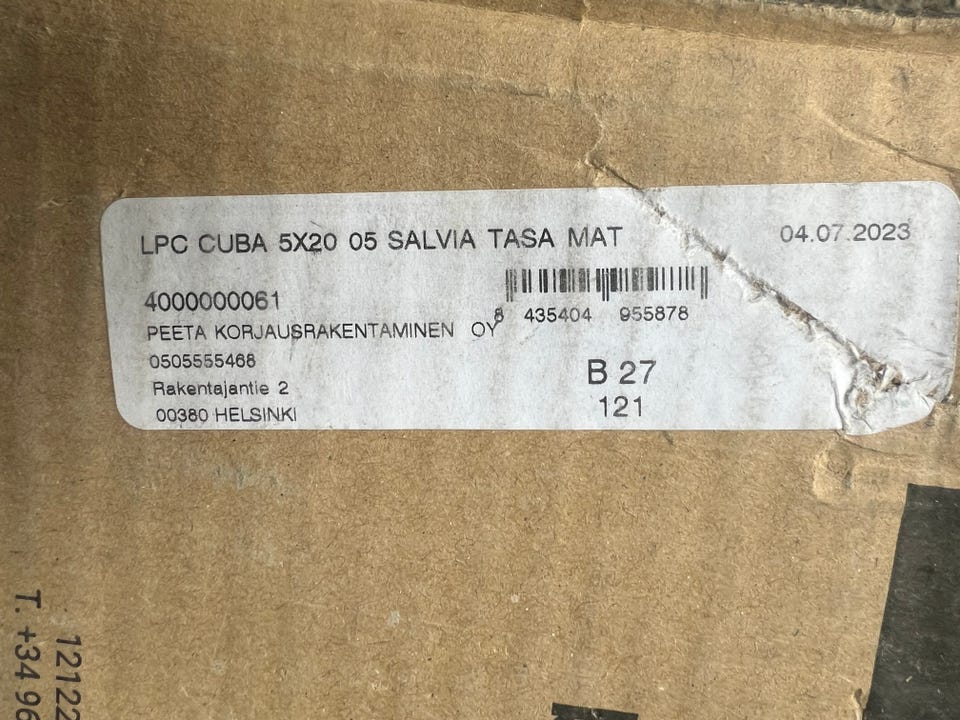 LPC CUBA 5X20 05 SALVIA TASA MAT
04.07.2023
4000000061
8 435404 955878
PEETA KORJAUSRAKENTAMINEN OY
0505555468
Rakentajantie 2
00380 HELSINKI
B 27
121
12122
T. +34 96